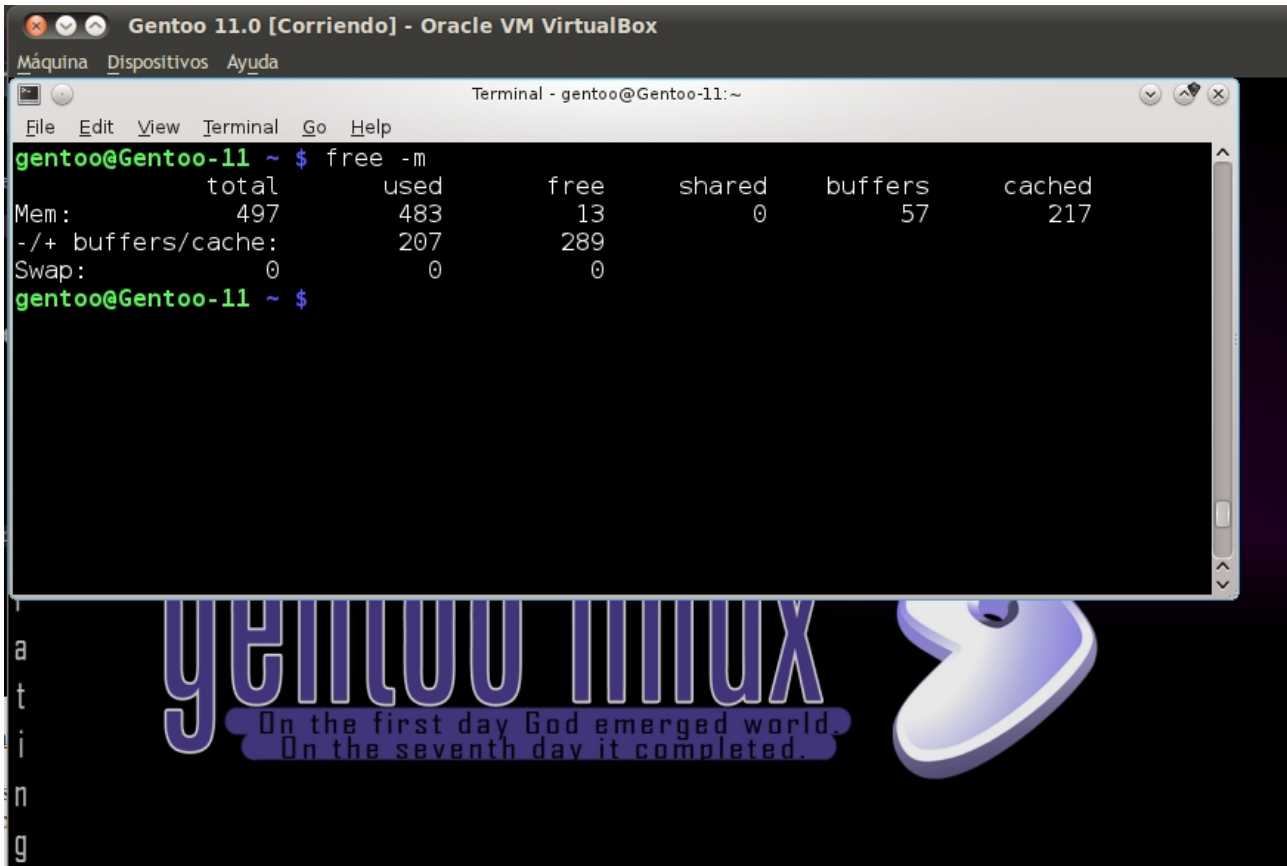 Gentoo 11.0 [Corriendo] - Oracle VM VirtualBox
Máquina Dispositivos Ayuda
Terminal - gentoo@Gentoo-11:~
File Edit View Terminal Go Help
gentoo@Gentoo-11 ~ $ free -m
total used free shared buffers cached
Mem: 497 483 13 0 57 217
-/+ buffers/cache: 207 289
Swap: 0 0 0
gentoo@Gentoo-11 ~ $
gentoo linux
On the first day God emerged world.
On the seventh day it completed.
a
t
i
n
g